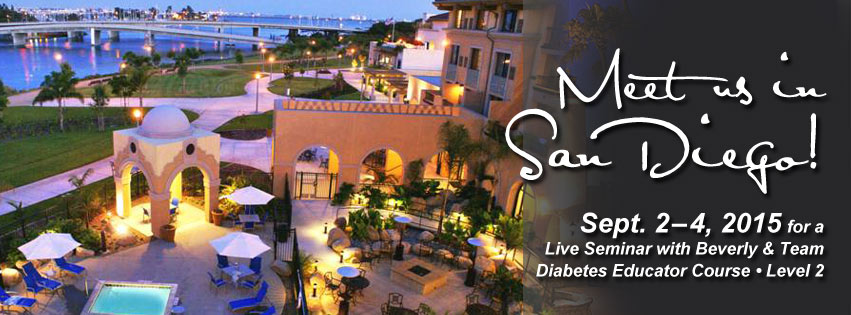 Meet us in
San Diego!
Sept. 2–4, 2015 for a
Live Seminar with Beverly & Team
Diabetes Educator Course • Level 2